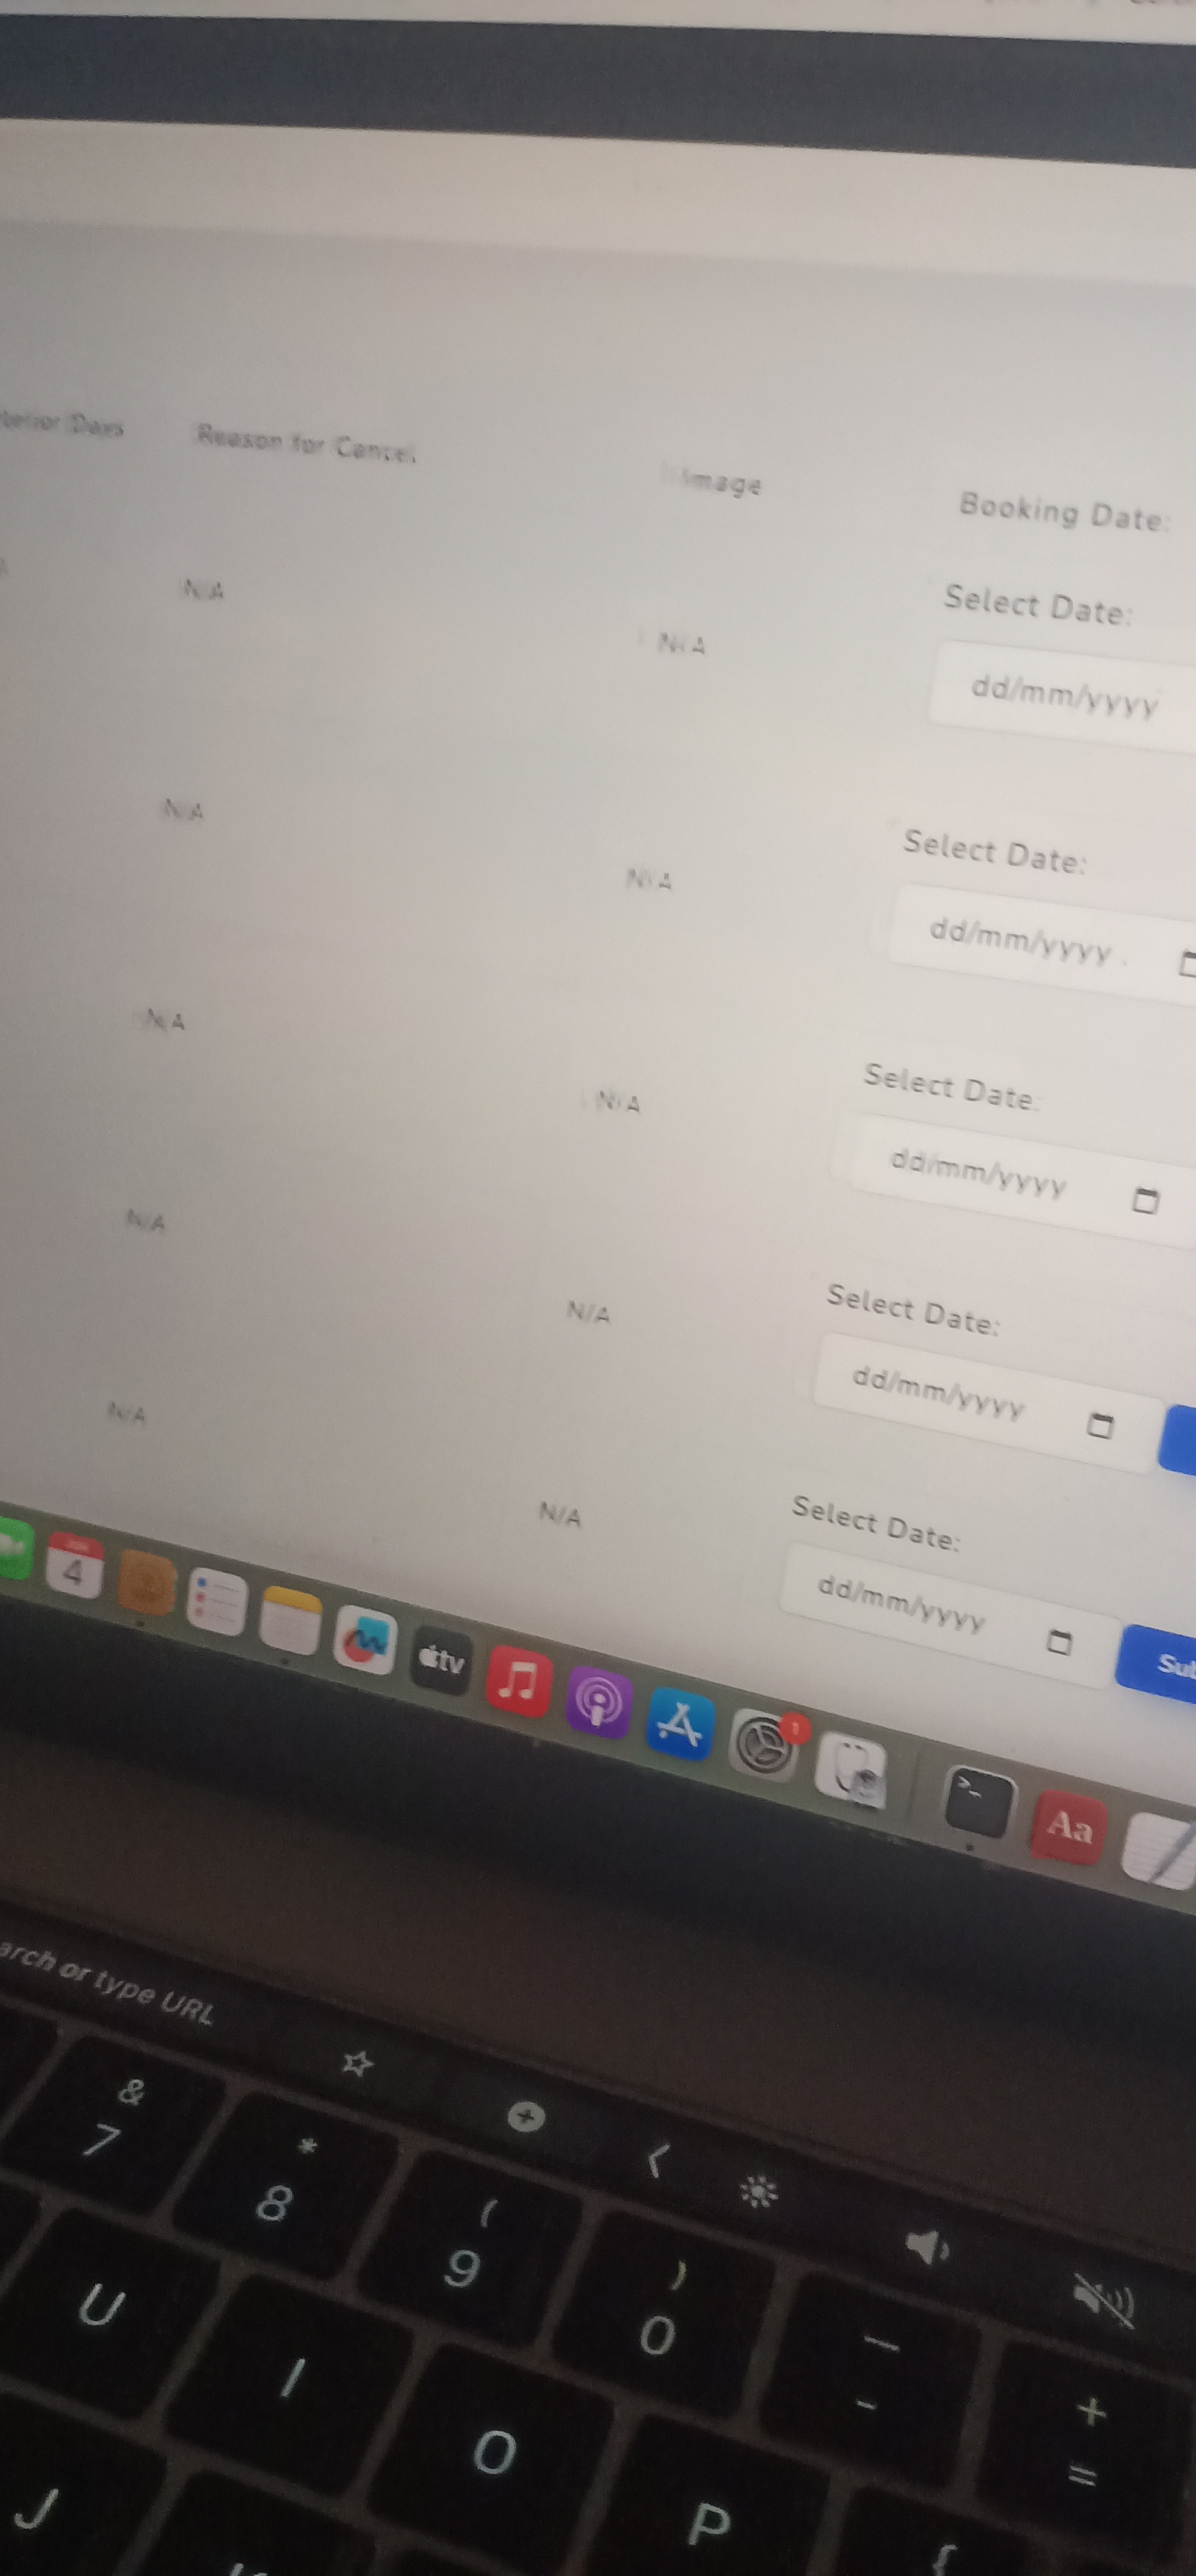 Days
Reason for Cancel
Image
Booking Date:
N/A
N/A
Select Date:
dd/mm/yyyy
N/A
N/A
Select Date:
dd/mm/yyyy
N/A
N/A
Select Date:
dd/mm/yyyy
N/A
N/A
Select Date:
dd/mm/yyyy
N/A
N/A
Select Date:
dd/mm/yyyy
Sub
4
tv
1
>_
Aa
arch or type URL
&
7
*
8
(
9
)
0
—
-
+
=
U
I
O
P
{
J